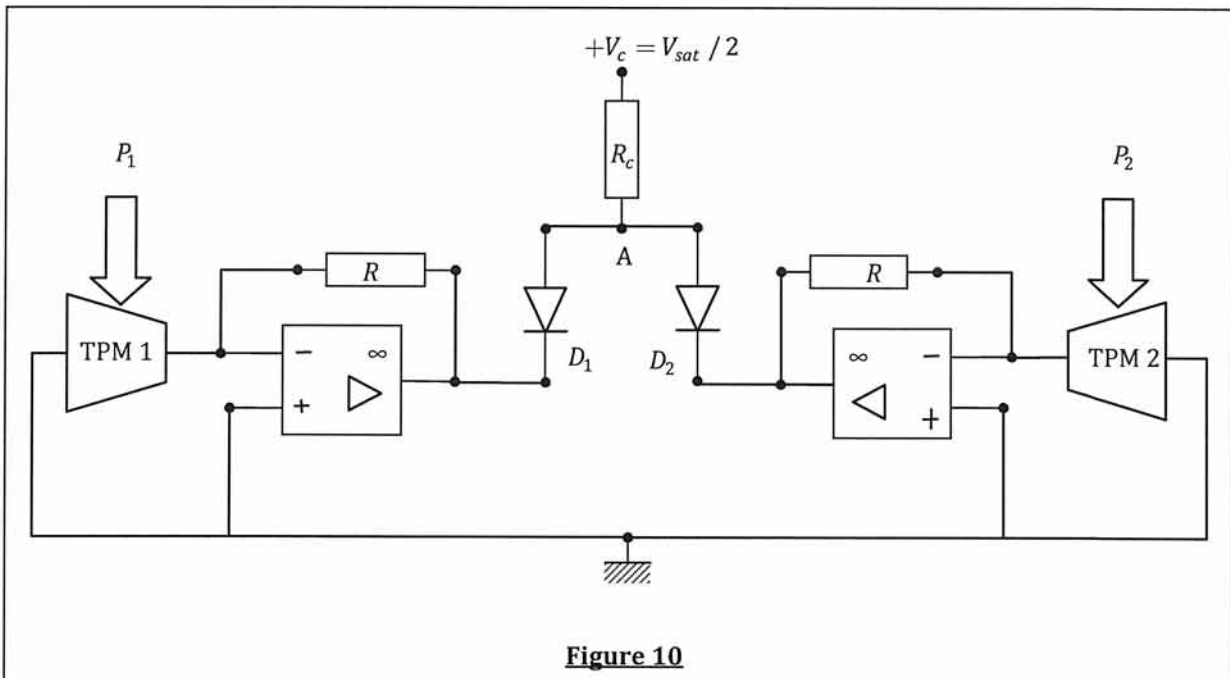 +V_c = V_sat / 2
P_1
R_c
P_2
A
R
R
TPM 1
− ∞
+
D_1
D_2
∞ −
+
TPM 2
Figure 10